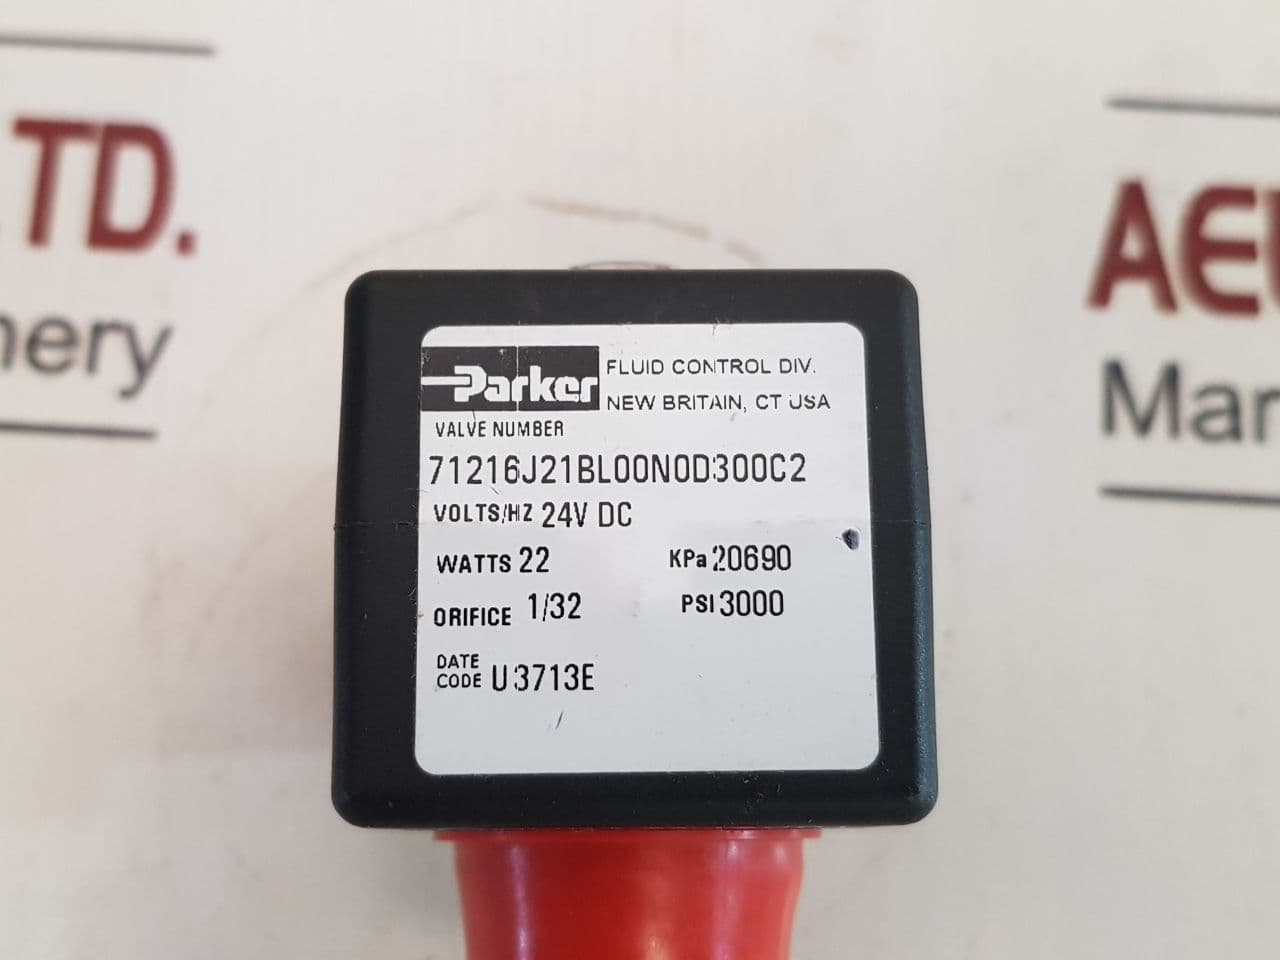 TD.
nery
AE
Mar
Parker FLUID CONTROL DIV.
NEW BRITAIN, CT USA
VALVE NUMBER
71216J21BL00N0D300C2
VOLTS/HZ 24V DC
WATTS 22 KPa 20690
ORIFICE 1/32 PSI 3000
DATE
CODE U3713E